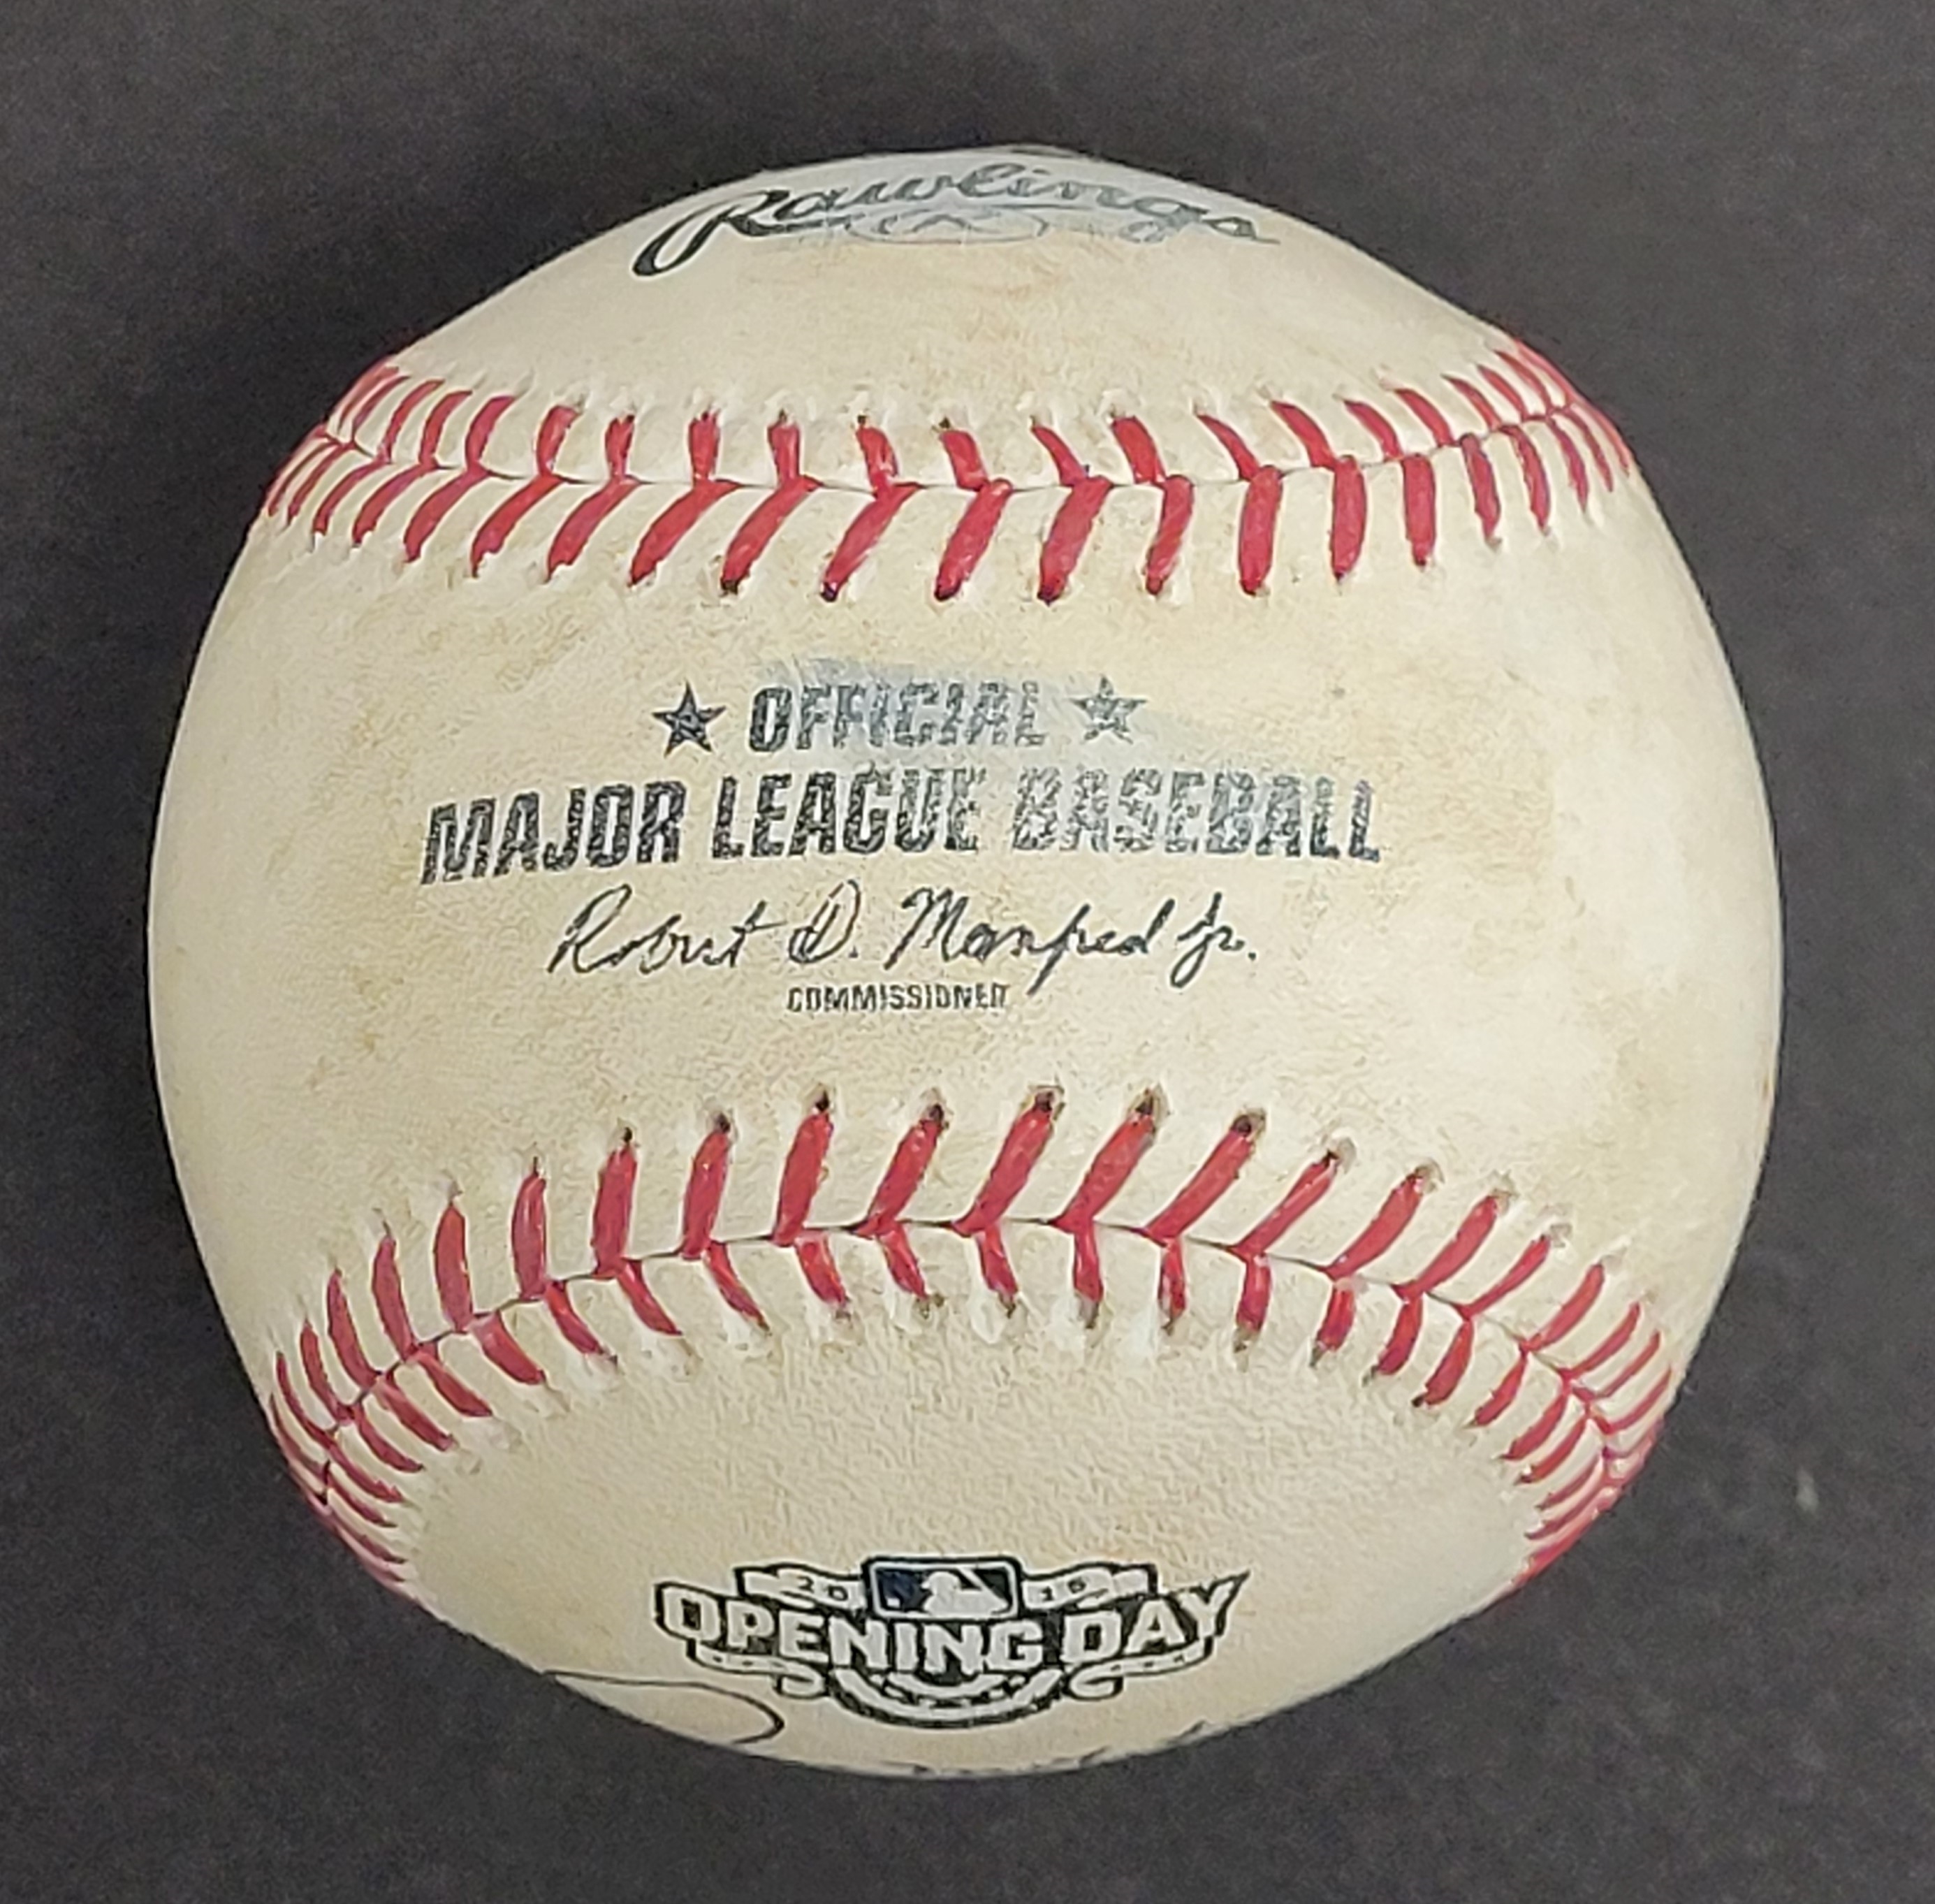 Rawlings
OFFICIAL
MAJOR LEAGUE BASEBALL
Robert D. Manfred Jr.
COMMISSIONER
OPENING DAY